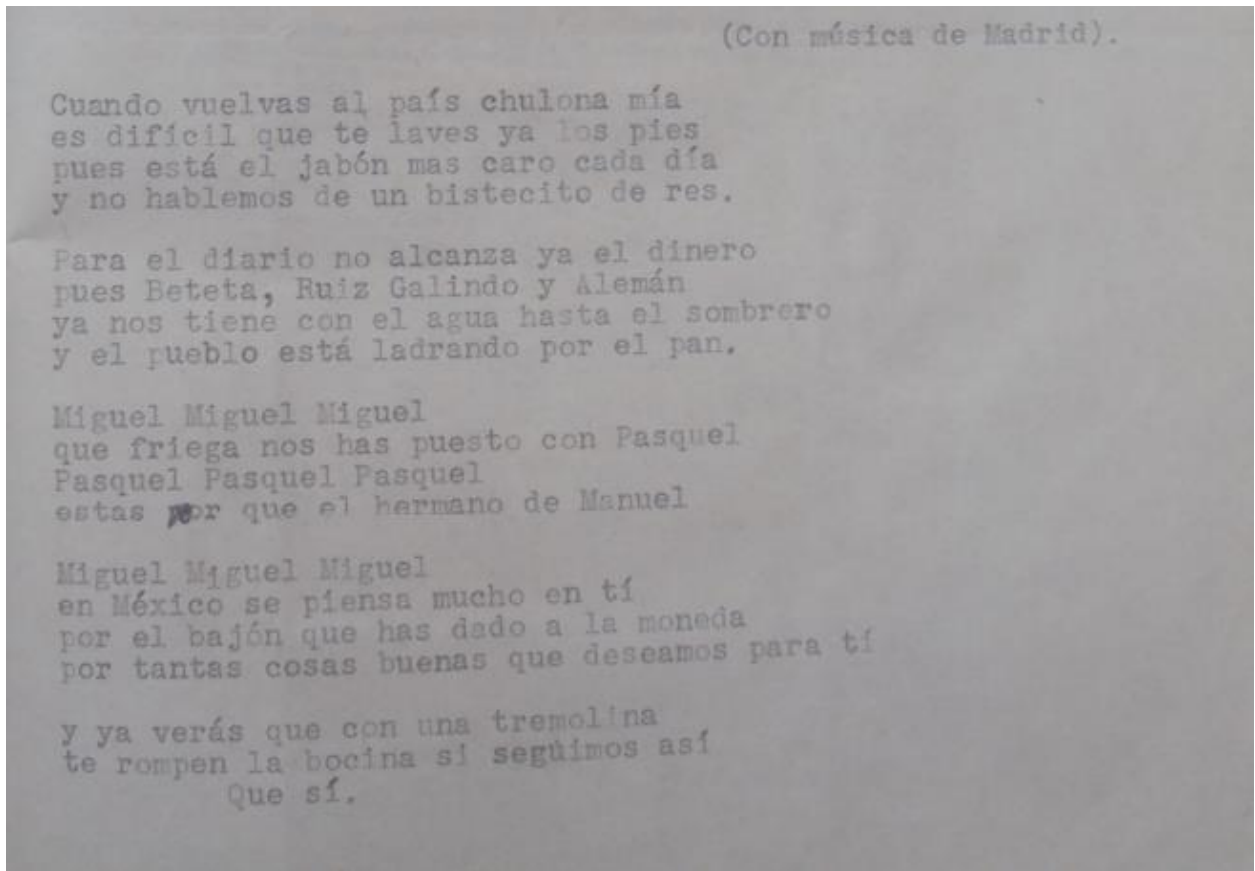 (Con música de Madrid).
Cuando vuelvas al país chulona mía
es difícil que te laves ya los pies
pues está el jabón mas caro cada día
y no hablemos de un bistecito de res.
Para el diario no alcanza ya el dinero
pues Beteta, Ruiz Galindo y Alemán
ya nos tiene con el agua hasta el sombrero
y el pueblo está ladrando por el pan.
Miguel Miguel Miguel
que friega nos has puesto con Pasquel
Pasquel Pasquel Pasquel
estas por que el hermano de Manuel
Miguel Miguel Miguel
en México se piensa mucho en tí
por el bajón que has dado a la moneda
por tantas cosas buenas que deseamos para tí
y ya verás que con una tremolina
te rompen la bocina si segúimos así
Que sí.